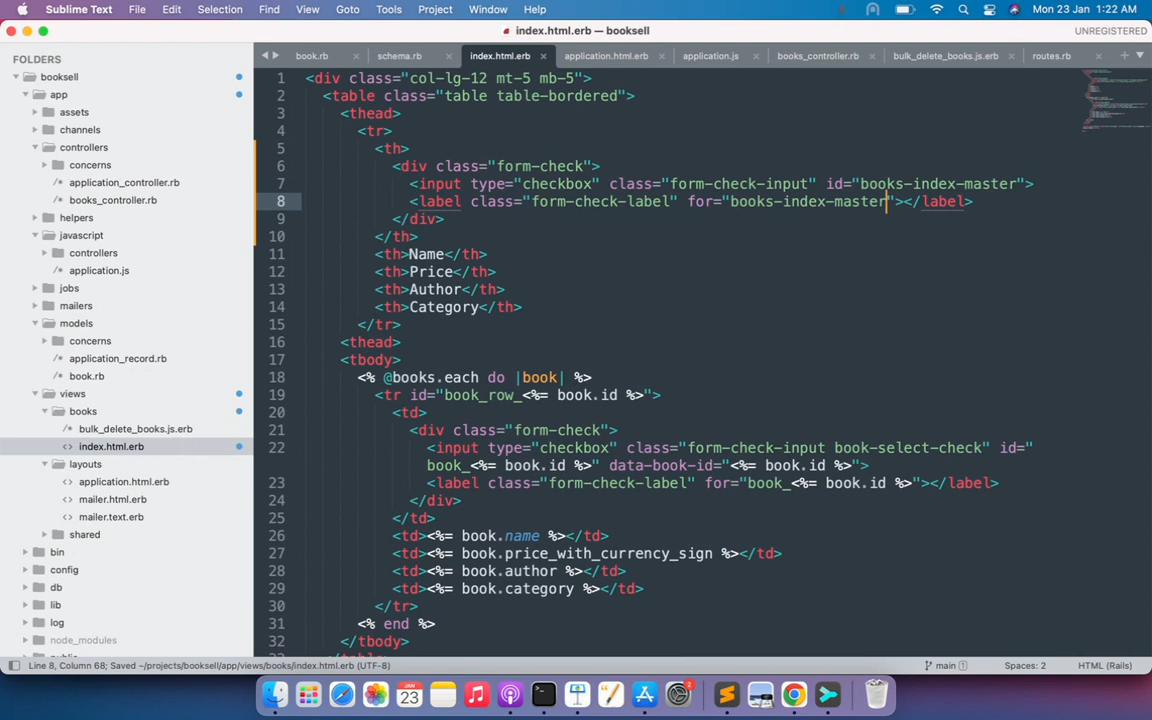 Sublime Text File Edit Selection Find View Goto Tools Project Window Help Mon 23 Jan 1:22 AM
index.html.erb — booksell UNREGISTERED
FOLDERS
booksell
app
assets
channels
controllers
concerns
application_controller.rb
books_controller.rb
helpers
javascript
controllers
application.js
jobs
mailers
models
concerns
application_record.rb
book.rb
views
books
bulk_delete_books.js.erb
index.html.erb
layouts
application.html.erb
mailer.html.erb
mailer.text.erb
shared
bin
config
db
lib
log
node_modules
public
book.rb schema.rb index.html.erb application.html.erb application.js books_controller.rb bulk_delete_books.js.erb routes.rb
1 <div class="col-lg-12 mt-5 mb-5">
2 <table class="table table-bordered">
3 <thead>
4 <tr>
5 <th>
6 <div class="form-check">
7 <input type="checkbox" class="form-check-input" id="books-index-master">
8 <label class="form-check-label" for="books-index-master"></label>
9 </div>
10 </th>
11 <th>Name</th>
12 <th>Price</th>
13 <th>Author</th>
14 <th>Category</th>
15 </tr>
16 <thead>
17 <tbody>
18 <% @books.each do |book| %>
19 <tr id="book_row_<%= book.id %>">
20 <td>
21 <div class="form-check">
22 <input type="checkbox" class="form-check-input book-select-check" id="
book_<%= book.id %>" data-book-id="<%= book.id %>">
23 <label class="form-check-label" for="book_<%= book.id %>"></label>
24 </div>
25 </td>
26 <td><%= book.name %></td>
27 <td><%= book.price_with_currency_sign %></td>
28 <td><%= book.author %></td>
29 <td><%= book.category %></td>
30 </tr>
31 <% end %>
32 </tbody>
Line 8, Column 68; Saved ~/projects/booksell/app/views/books/index.html.erb (UTF-8) main 1 Spaces: 2 HTML (Rails)
JAN
23
2